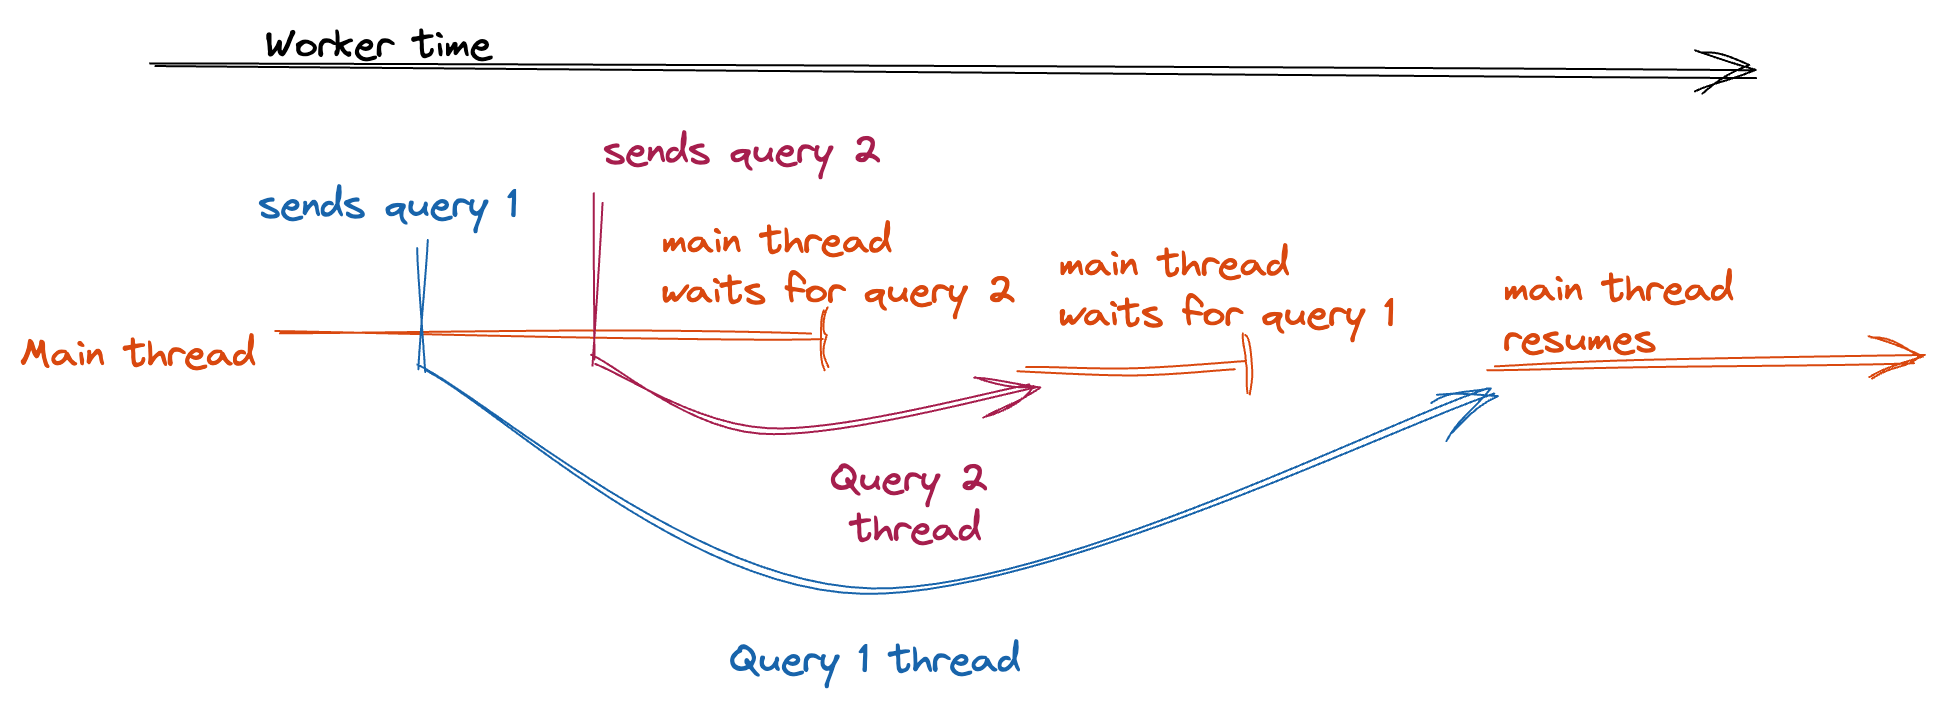 Worker time
sends query 2
sends query 1
main thread
waits for query 2
main thread
waits for query 1
main thread
resumes
Main thread
Query 2
thread
Query 1 thread